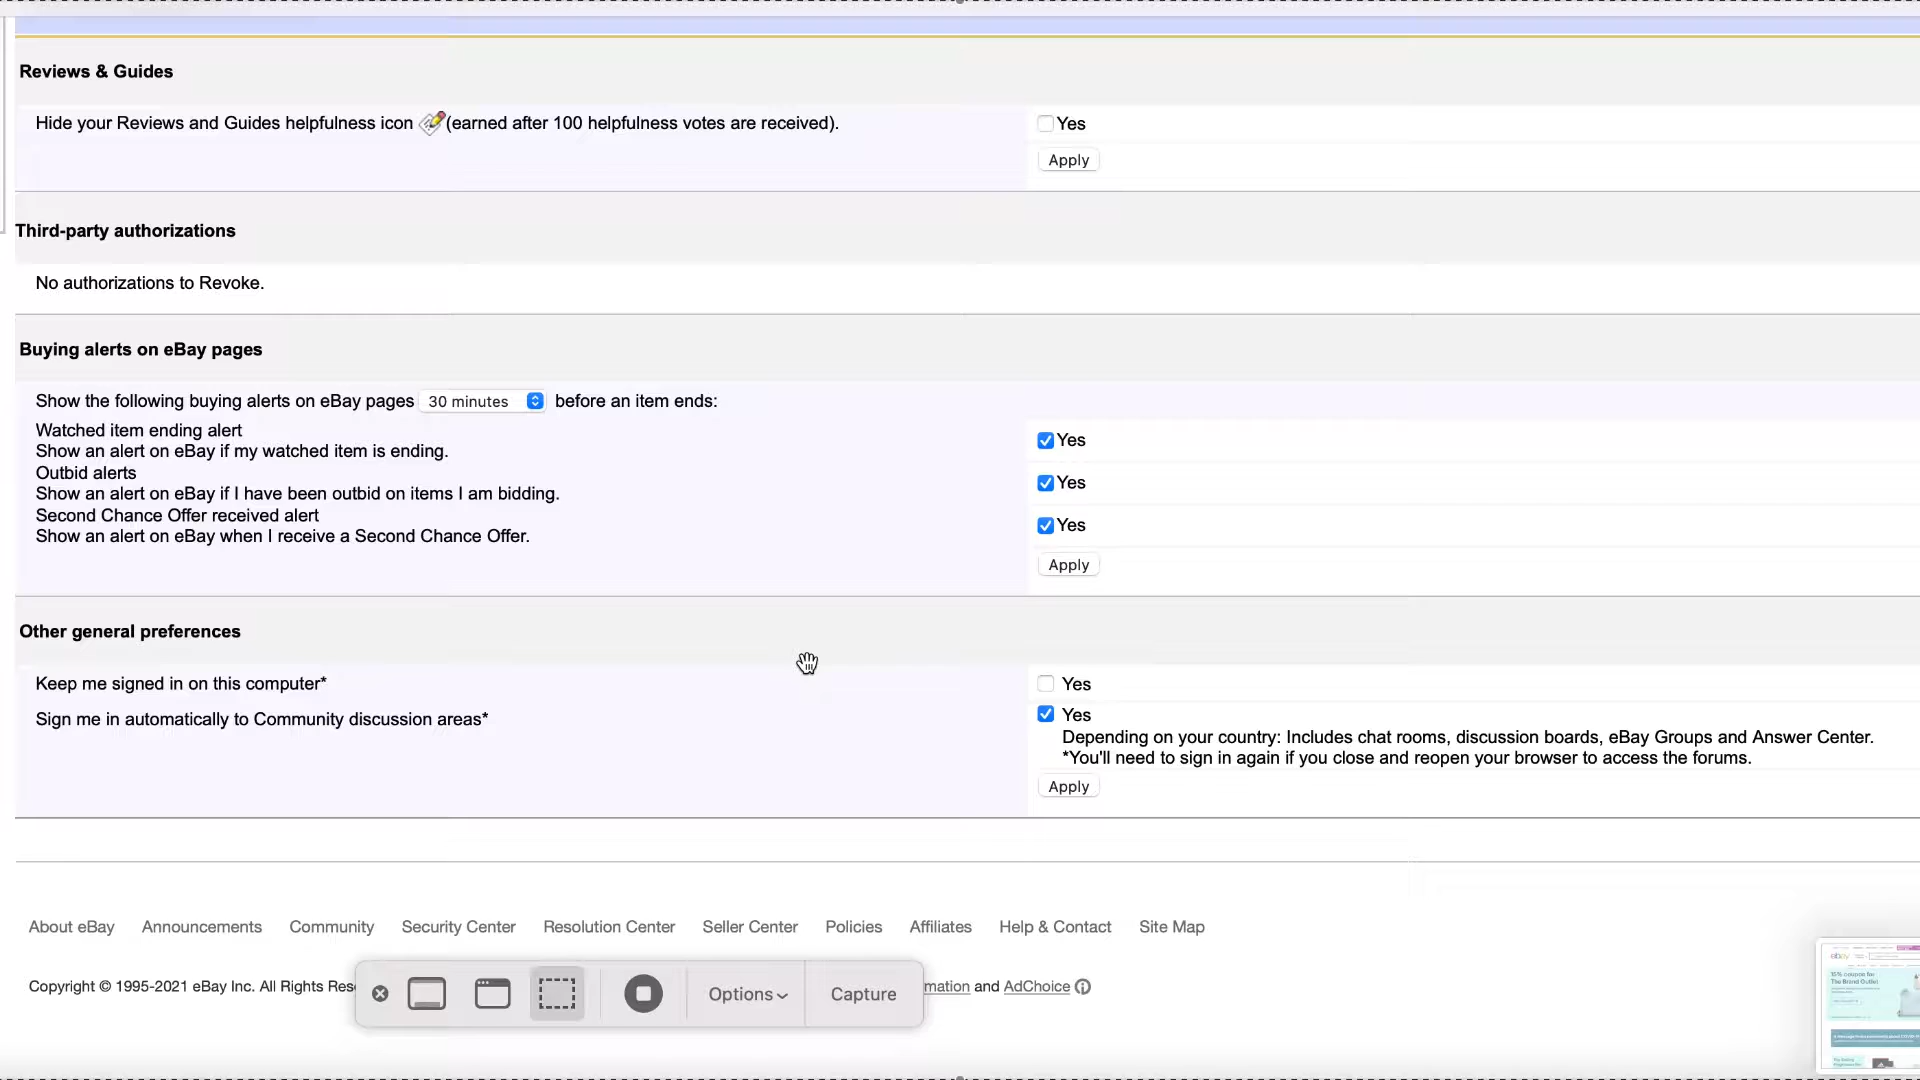 Reviews & Guides
Hide your Reviews and Guides helpfulness icon (earned after 100 helpfulness votes are received).
Yes
Apply
Third-party authorizations
No authorizations to Revoke.
Buying alerts on eBay pages
Show the following buying alerts on eBay pages 30 minutes before an item ends:
Watched item ending alert
Yes
Show an alert on eBay if my watched item is ending.
Outbid alerts
Yes
Show an alert on eBay if I have been outbid on items I am bidding.
Second Chance Offer received alert
Yes
Show an alert on eBay when I receive a Second Chance Offer.
Apply
Other general preferences
Keep me signed in on this computer*
Yes
Sign me in automatically to Community discussion areas*
Yes
Depending on your country: Includes chat rooms, discussion boards, eBay Groups and Answer Center.
*You'll need to sign in again if you close and reopen your browser to access the forums.
Apply
About eBay Announcements Community Security Center Resolution Center Seller Center Policies Affiliates Help & Contact Site Map
Copyright © 1995-2021 eBay Inc. All Rights and AdChoice
Options Capture
ebay
15% coupon for
The Brand Outlet